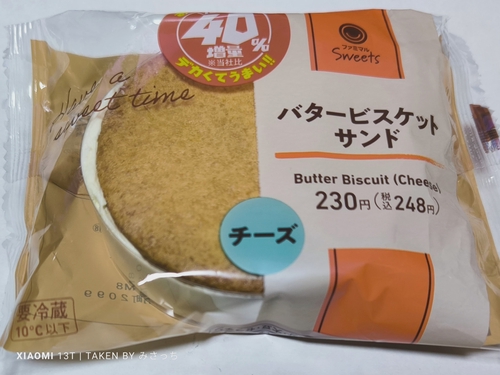 40%
増量
※当社比
デカくてうまい!!
ファミマル
Sweets
Have a
sweet time
バタービスケット
サンド
Butter Biscuit (Cheese)
230円(税込248円)
チーズ
要冷蔵
10℃以下
XIAOMI 13T | TAKEN BY みさっち